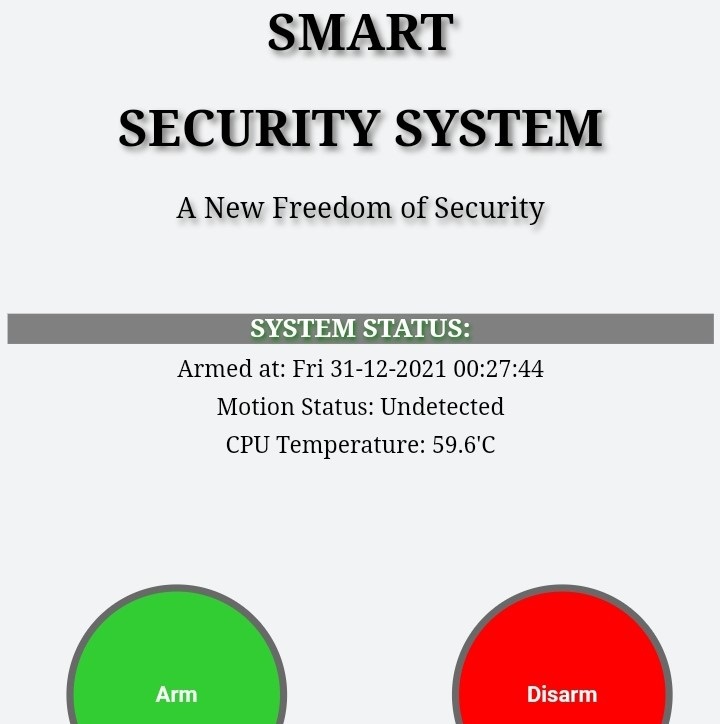 SMART
SECURITY SYSTEM
A New Freedom of Security
SYSTEM STATUS:
Armed at: Fri 31-12-2021 00:27:44
Motion Status: Undetected
CPU Temperature: 59.6'C
Arm
Disarm